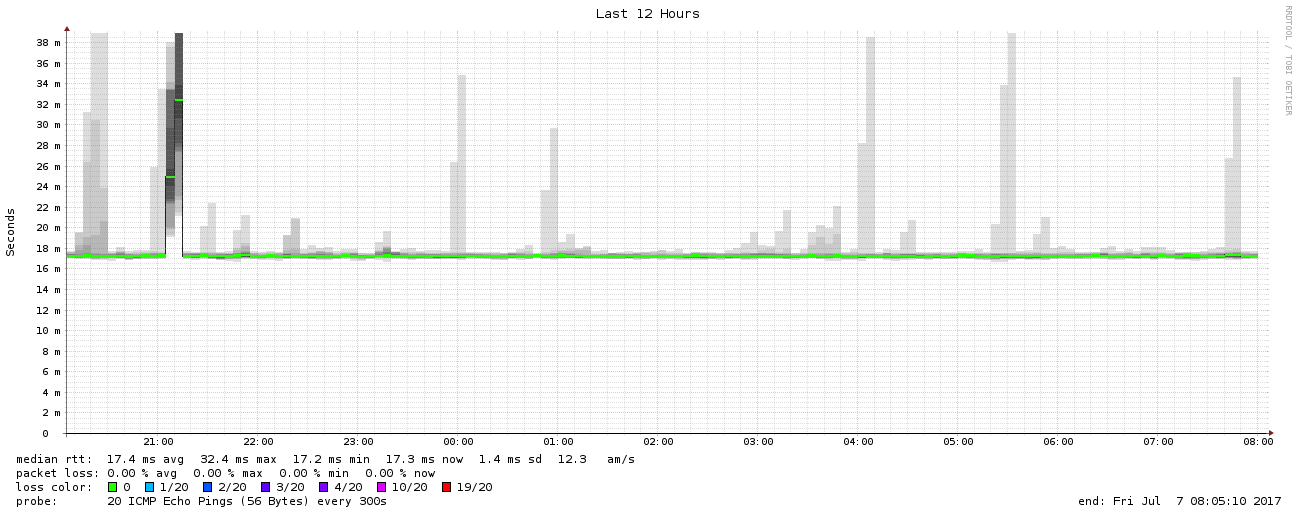 Last 12 Hours
RRDTOOL / TOBI OETIKER
Seconds
38 m
36 m
34 m
32 m
30 m
28 m
26 m
24 m
22 m
20 m
18 m
16 m
14 m
12 m
10 m
8 m
6 m
4 m
2 m
0
21:00 22:00 23:00 00:00 01:00 02:00 03:00 04:00 05:00 06:00 07:00 08:00
median rtt: 17.4 ms avg 32.4 ms max 17.2 ms min 17.3 ms now 1.4 ms sd 12.3 am/s
packet loss: 0.00 % avg 0.00 % max 0.00 % min 0.00 % now
loss color: 0 1/20 2/20 3/20 4/20 10/20 19/20
probe: 20 ICMP Echo Pings (56 Bytes) every 300s end: Fri Jul 7 08:05:10 2017